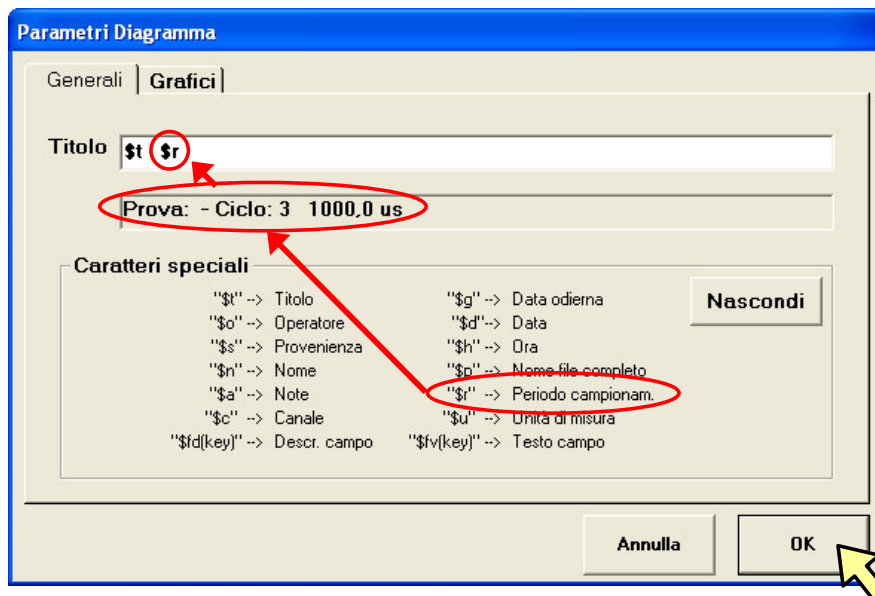 Parametri Diagramma
Generali Grafici
Titolo $t $r
Prova: - Ciclo: 3 1000,0 us
Caratteri speciali
"$t" --> Titolo "$g" --> Data odierna Nascondi
"$o" --> Operatore "$d"--> Data
"$s" --> Provenienza "$h" --> Ora
"$n" --> Nome "$p" --> Nome file completo
"$a" --> Note "$r" --> Periodo campionam.
"$c" --> Canale "$u" --> Unità di misura
"$fd(key)" --> Descr. campo "$fv(key)" --> Testo campo
Annulla OK